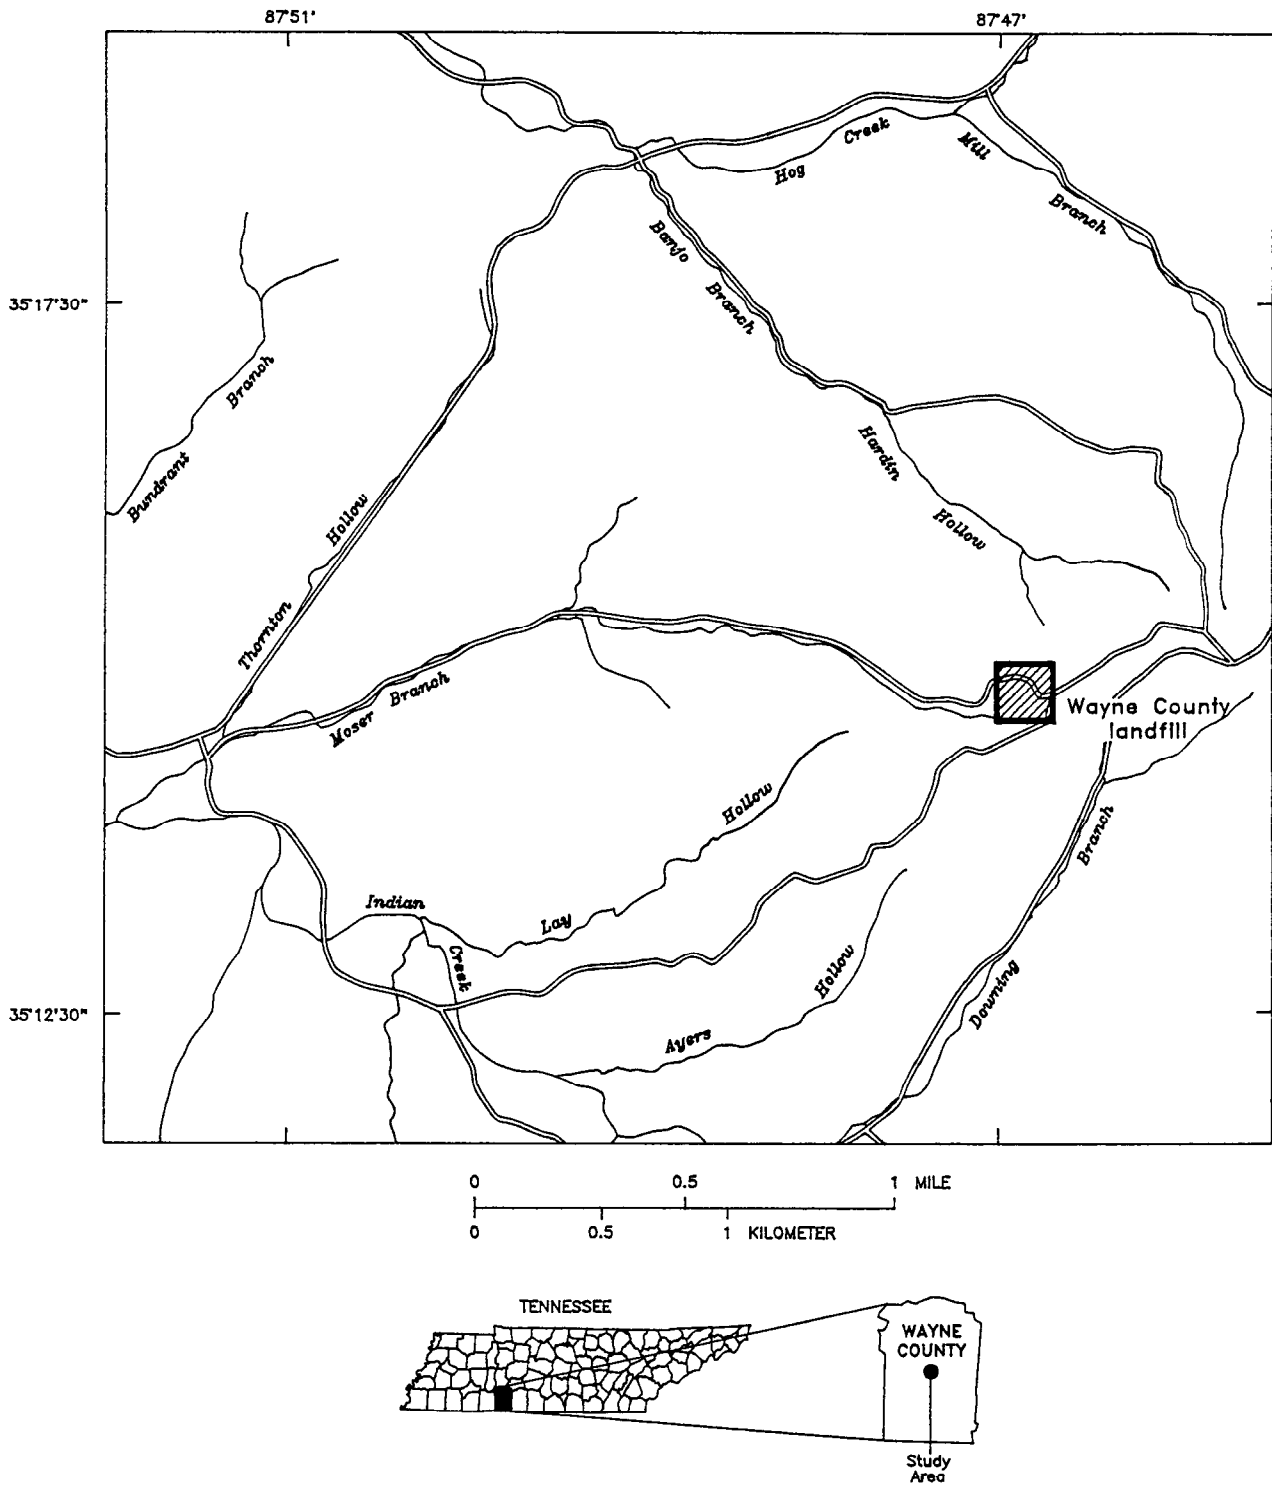 87°51'
87°47'
Creek
Mill
Hog
Branch
Banjo
35°17'30"
Branch
Branch
Hardin
Bundrant
Hollow
Hollow
Thornton
Branch
Moser
Wayne County
landfill
Hollow
Branch
Indian
Lay
Creek
Hollow
Downing
35°12'30"
Ayers
0 0.5 1 MILE
0 0.5 1 KILOMETER
TENNESSEE
WAYNE
COUNTY
Study
Area